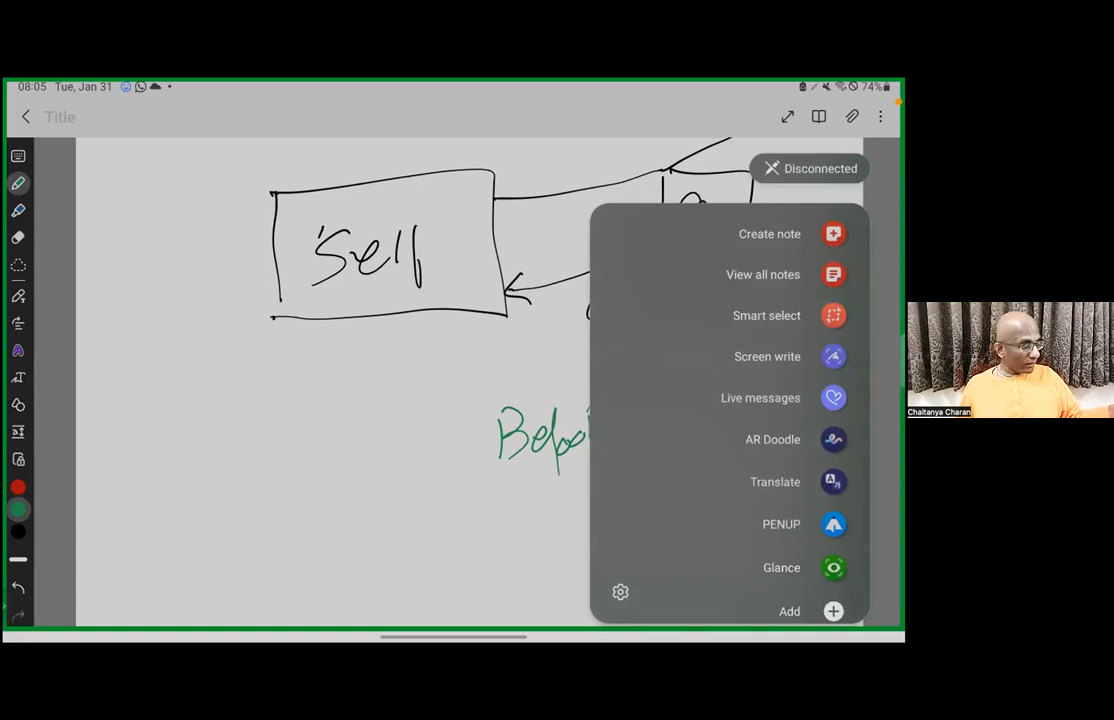 08:05 Tue, Jan 31 74%
Title
Disconnected
Self
Create note
View all notes
Smart select
Screen write
Live messages
AR Doodle
Translate
PENUP
Glance
Add
Chaitanya Charan